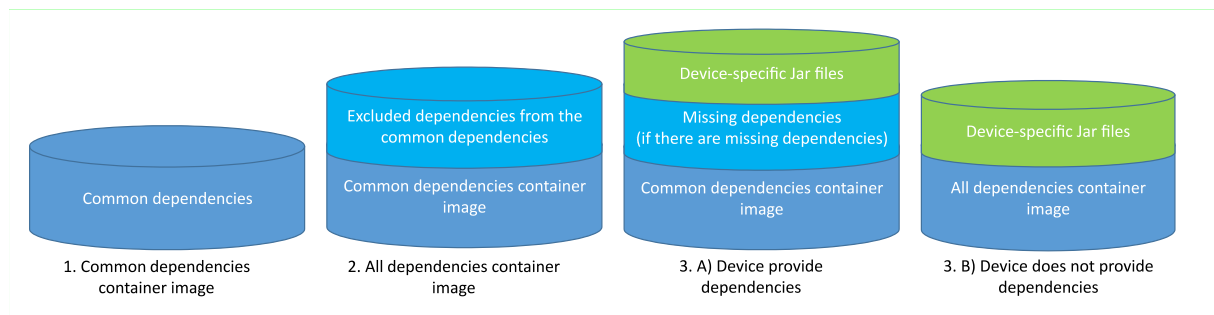 Common dependencies
1. Common dependencies
container image
Excluded dependencies from the
common dependencies
Common dependencies container
image
2. All dependencies container
image
Device-specific Jar files
Missing dependencies
(if there are missing dependencies)
Common dependencies container
image
3. A) Device provide
dependencies
Device-specific Jar files
All dependencies container
image
3. B) Device does not provide
dependencies